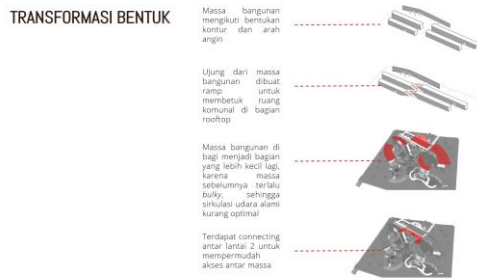 TRANSFORMASI BENTUK
Massa bangunan
mengikuti bentukan
kontur dan arah
angin
Ujung dari massa
bangunan dibuat
ramp untuk
membetuk ruang
komunal di bagian
rooftop
Massa bangunan di
bagi menjadi bagian
yang lebih kecil lagi,
karena massa
sebelumnya terlalu
bulky, sehingga
sirkulasi udara alami
kurang optimal
Terdapat connecting
antar lantai 2 untuk
mempermudah
akses antar massa